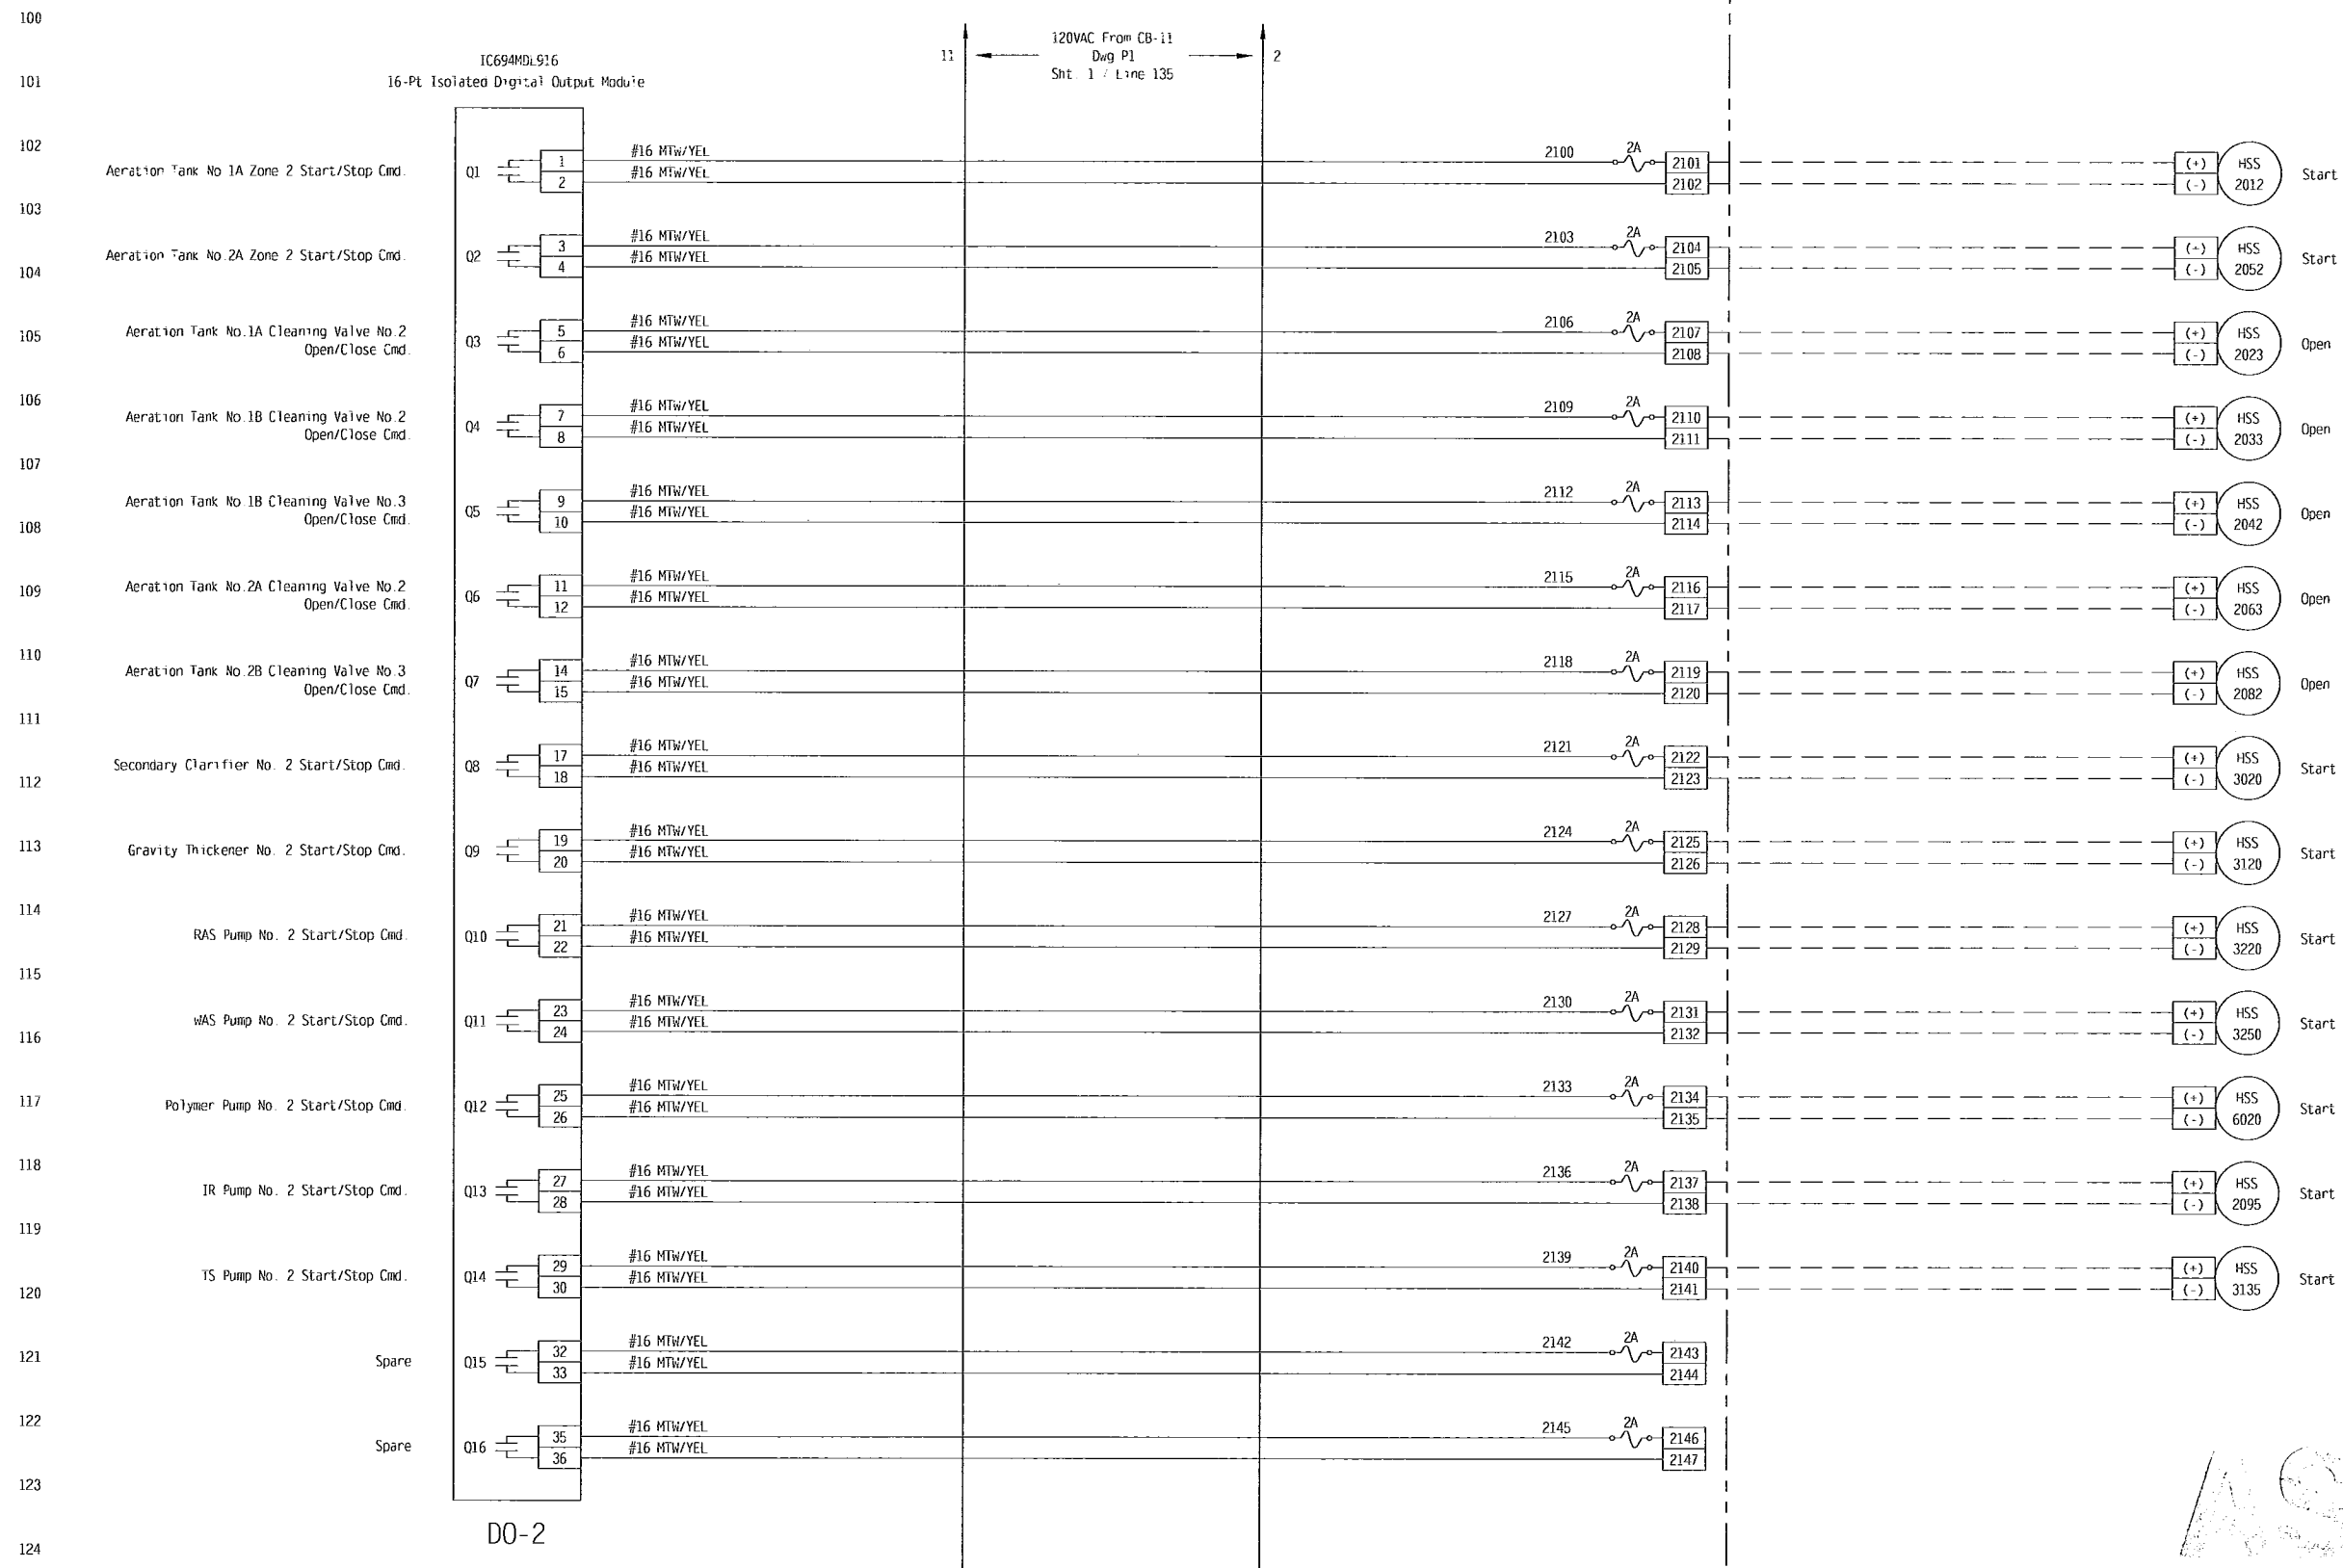 100
101
102
103
104
105
106
107
108
109
110
111
112
113
114
115
116
117
118
119
120
121
122
123
124
IC694MDL916
16-Pt Isolated Digital Output Module
11
120VAC From CB-11
Dwg P1
Sht. 1 / Line 135
2
Aeration Tank No 1A Zone 2 Start/Stop Cmd. Q1 1 #16 MTW/YEL 2100 2A 2101 (+) HSS Start
2 #16 MTW/YEL 2102 (-) 2012
Aeration Tank No.2A Zone 2 Start/Stop Cmd. Q2 3 #16 MTW/YEL 2103 2A 2104 (+) HSS Start
4 #16 MTW/YEL 2105 (-) 2052
Aeration Tank No.1A Cleaning Valve No.2 Q3 5 #16 MTW/YEL 2106 2A 2107 (+) HSS Open
Open/Close Cmd. 6 #16 MTW/YEL 2108 (-) 2023
Aeration Tank No.1B Cleaning Valve No.2 Q4 7 #16 MTW/YEL 2109 2A 2110 (+) HSS Open
Open/Close Cmd. 8 #16 MTW/YEL 2111 (-) 2033
Aeration Tank No 1B Cleaning Valve No.3 Q5 9 #16 MTW/YEL 2112 2A 2113 (+) HSS Open
Open/Close Cmd. 10 #16 MTW/YEL 2114 (-) 2042
Aeration Tank No.2A Cleaning Valve No.2 Q6 11 #16 MTW/YEL 2115 2A 2116 (+) HSS Open
Open/Close Cmd. 12 #16 MTW/YEL 2117 (-) 2063
Aeration Tank No.2B Cleaning Valve No.3 Q7 14 #16 MTW/YEL 2118 2A 2119 (+) HSS Open
Open/Close Cmd. 15 #16 MTW/YEL 2120 (-) 2082
Secondary Clarifier No. 2 Start/Stop Cmd. Q8 17 #16 MTW/YEL 2121 2A 2122 (+) HSS Start
18 #16 MTW/YEL 2123 (-) 3020
Gravity Thickener No. 2 Start/Stop Cmd. Q9 19 #16 MTW/YEL 2124 2A 2125 (+) HSS Start
20 #16 MTW/YEL 2126 (-) 3120
RAS Pump No. 2 Start/Stop Cmd. Q10 21 #16 MTW/YEL 2127 2A 2128 (+) HSS Start
22 #16 MTW/YEL 2129 (-) 3220
WAS Pump No. 2 Start/Stop Cmd. Q11 23 #16 MTW/YEL 2130 2A 2131 (+) HSS Start
24 #16 MTW/YEL 2132 (-) 3250
Polymer Pump No. 2 Start/Stop Cmd. Q12 25 #16 MTW/YEL 2133 2A 2134 (+) HSS Start
26 #16 MTW/YEL 2135 (-) 6020
IR Pump No. 2 Start/Stop Cmd. Q13 27 #16 MTW/YEL 2136 2A 2137 (+) HSS Start
28 #16 MTW/YEL 2138 (-) 2095
TS Pump No. 2 Start/Stop Cmd. Q14 29 #16 MTW/YEL 2139 2A 2140 (+) HSS Start
30 #16 MTW/YEL 2141 (-) 3135
Spare Q15 32 #16 MTW/YEL 2142 2A 2143
33 #16 MTW/YEL 2144
Spare Q16 35 #16 MTW/YEL 2145 2A 2146
36 #16 MTW/YEL 2147
DO-2
AS